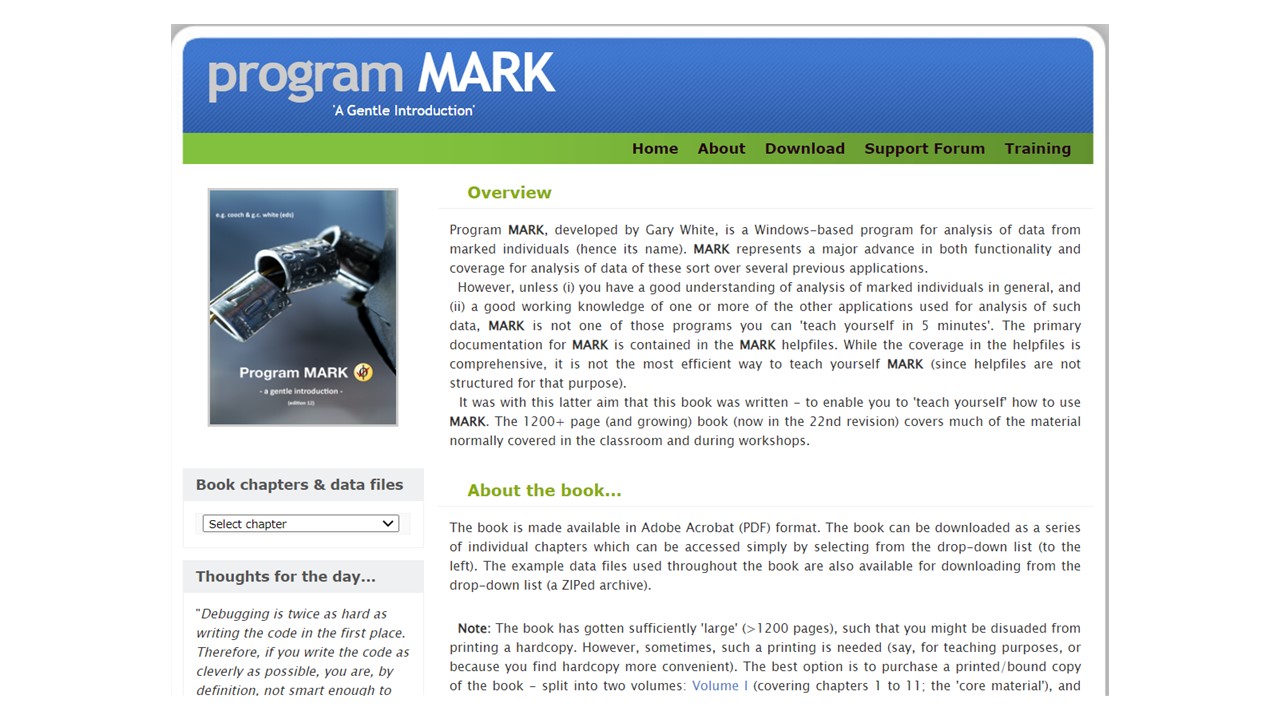 program MARK
'A Gentle Introduction'
Home About Download Support Forum Training
e.g. cooch & g.c. white (eds)
Program MARK
- a gentle introduction -
(edition 12)
Book chapters & data files
Select chapter
Thoughts for the day...
"Debugging is twice as hard as
writing the code in the first place.
Therefore, if you write the code as
cleverly as possible, you are, by
definition, not smart enough to
Overview
Program MARK, developed by Gary White, is a Windows-based program for analysis of data from
marked individuals (hence its name). MARK represents a major advance in both functionality and
coverage for analysis of data of these sort over several previous applications.
However, unless (i) you have a good understanding of analysis of marked individuals in general, and
(ii) a good working knowledge of one or more of the other applications used for analysis of such
data, MARK is not one of those programs you can 'teach yourself in 5 minutes'. The primary
documentation for MARK is contained in the MARK helpfiles. While the coverage in the helpfiles is
comprehensive, it is not the most efficient way to teach yourself MARK (since helpfiles are not
structured for that purpose).
It was with this latter aim that this book was written - to enable you to 'teach yourself' how to use
MARK. The 1200+ page (and growing) book (now in the 22nd revision) covers much of the material
normally covered in the classroom and during workshops.
About the book...
The book is made available in Adobe Acrobat (PDF) format. The book can be downloaded as a series
of individual chapters which can be accessed simply by selecting from the drop-down list (to the
left). The example data files used throughout the book are also available for downloading from the
drop-down list (a ZIPed archive).
Note: The book has gotten sufficiently 'large' (>1200 pages), such that you might be disuaded from
printing a hardcopy. However, sometimes, such a printing is needed (say, for teaching purposes, or
because you find hardcopy more convenient). The best option is to purchase a printed/bound copy
of the book - split into two volumes: Volume I (covering chapters 1 to 11; the 'core material'), and